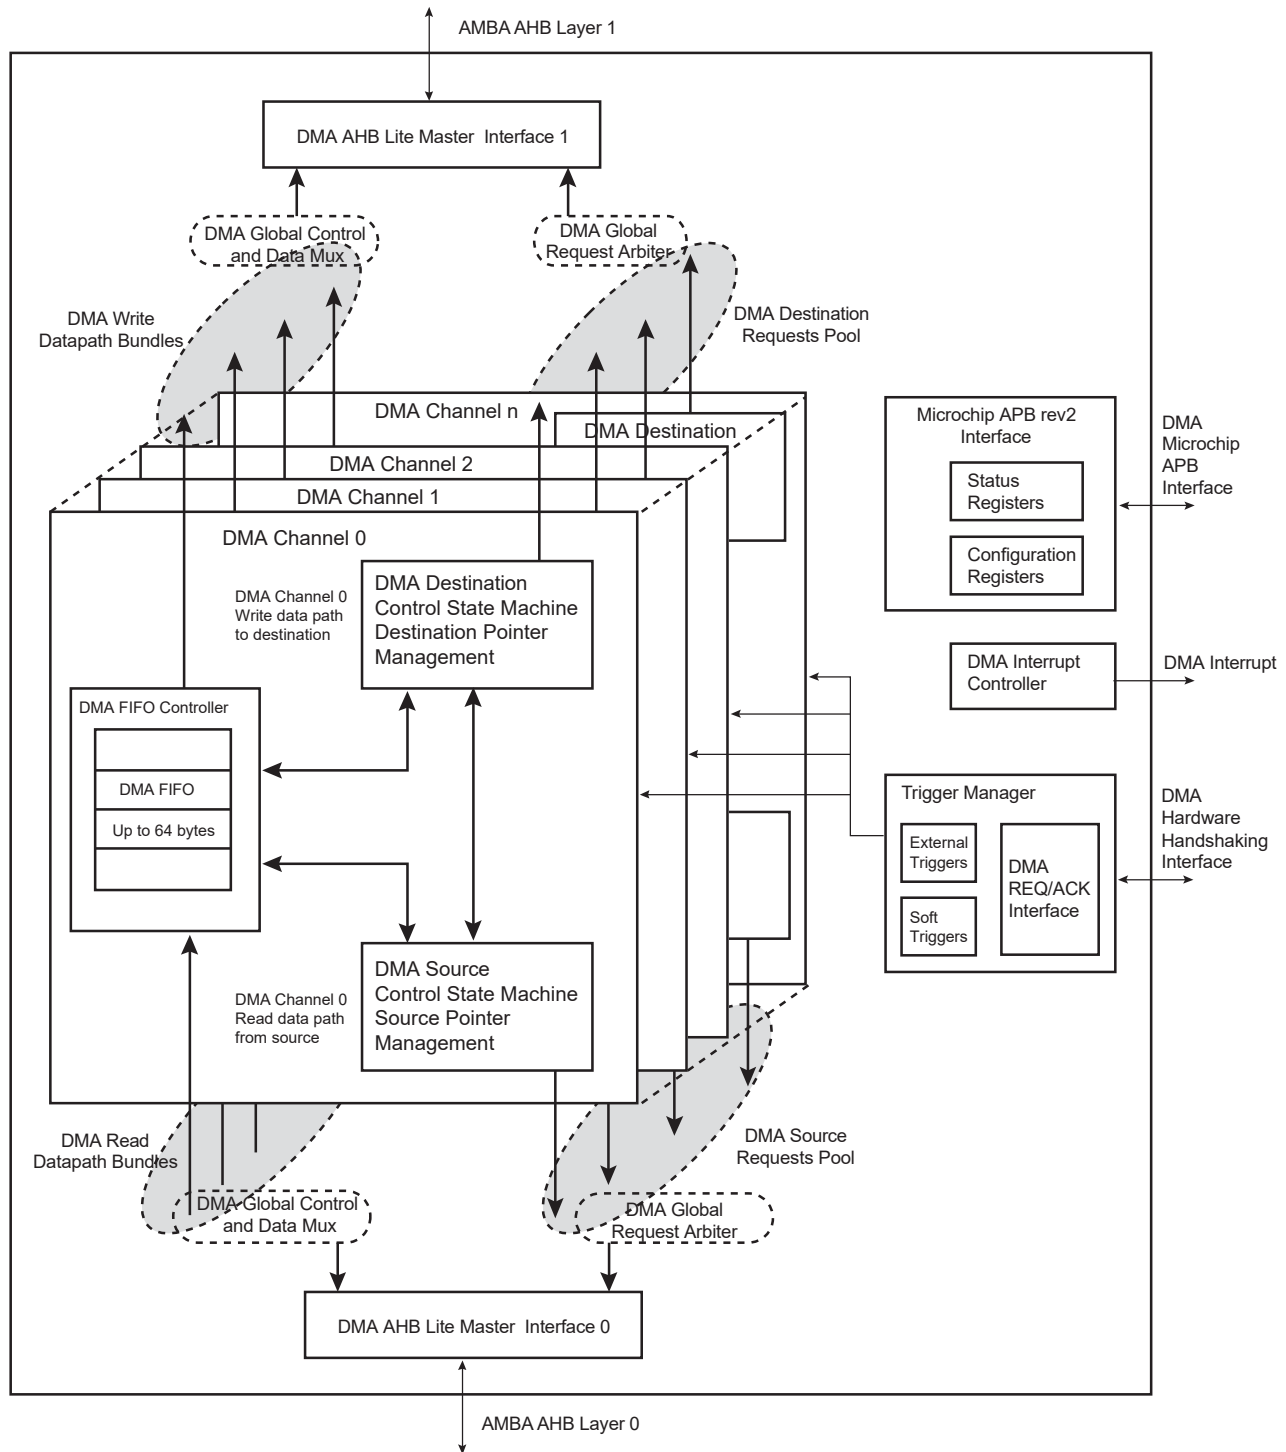 AMBA AHB Layer 1
DMA AHB Lite Master Interface 1
DMA Global Control
and Data Mux
DMA Global
Request Arbiter
DMA Write
Datapath Bundles
DMA Destination
Requests Pool
DMA Channel n
DMA Destination
DMA Channel 2
DMA Channel 1
DMA Channel 0
DMA Channel 0
Write data path
to destination
DMA Destination
Control State Machine
Destination Pointer
Management
DMA FIFO Controller
DMA FIFO
Up to 64 bytes
DMA Channel 0
Read data path
from source
DMA Source
Control State Machine
Source Pointer
Management
Microchip APB rev2
Interface
Status
Registers
Configuration
Registers
DMA
Microchip
APB
Interface
DMA Interrupt
Controller
DMA Interrupt
Trigger Manager
External
Triggers
Soft
Triggers
DMA
REQ/ACK
Interface
DMA
Hardware
Handshaking
Interface
DMA Read
Datapath Bundles
DMA Source
Requests Pool
DMA Global Control
and Data Mux
DMA Global
Request Arbiter
DMA AHB Lite Master Interface 0
AMBA AHB Layer 0